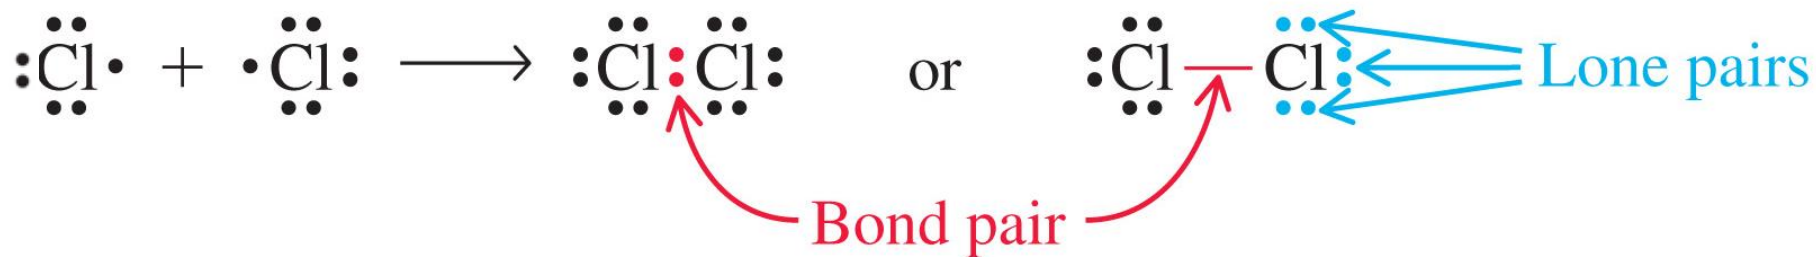 :Cl· + ·Cl: ⟶ :Cl:Cl: or :Cl—Cl: Lone pairs
Bond pair